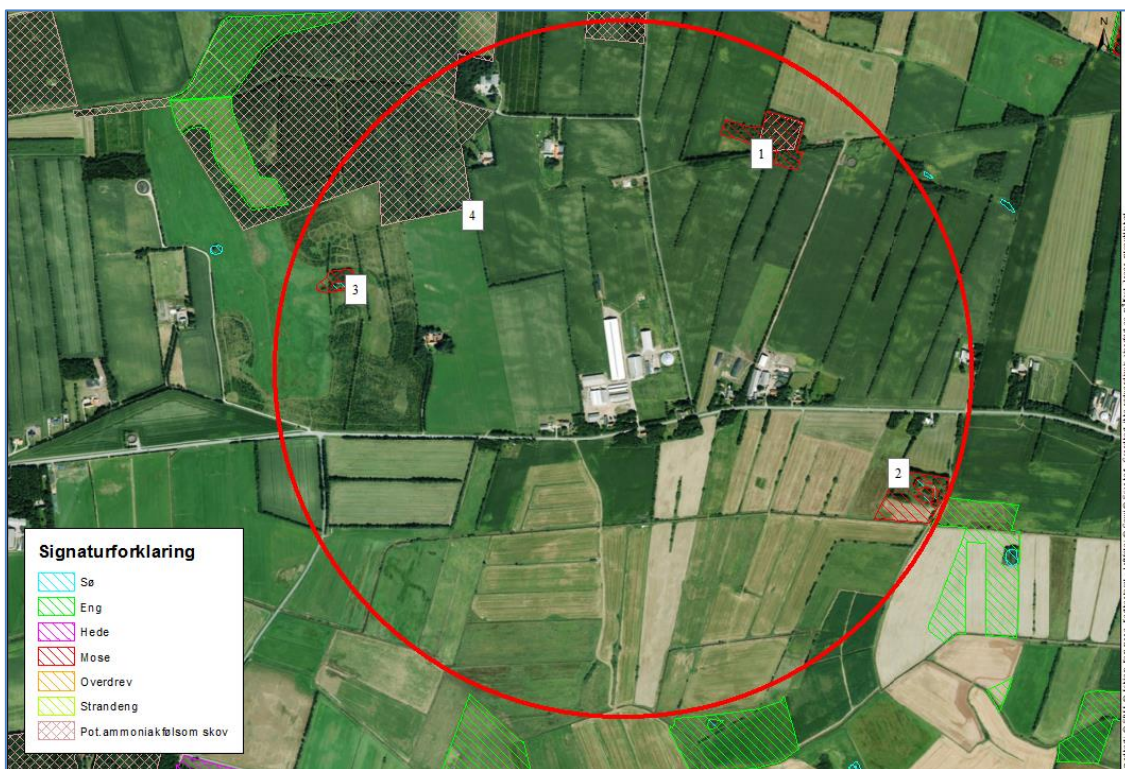 N
1
4
3
2
Signaturforklaring
Sø
Eng
Hede
Mose
Overdrev
Strandeng
Pot.ammoniakfølsom skov